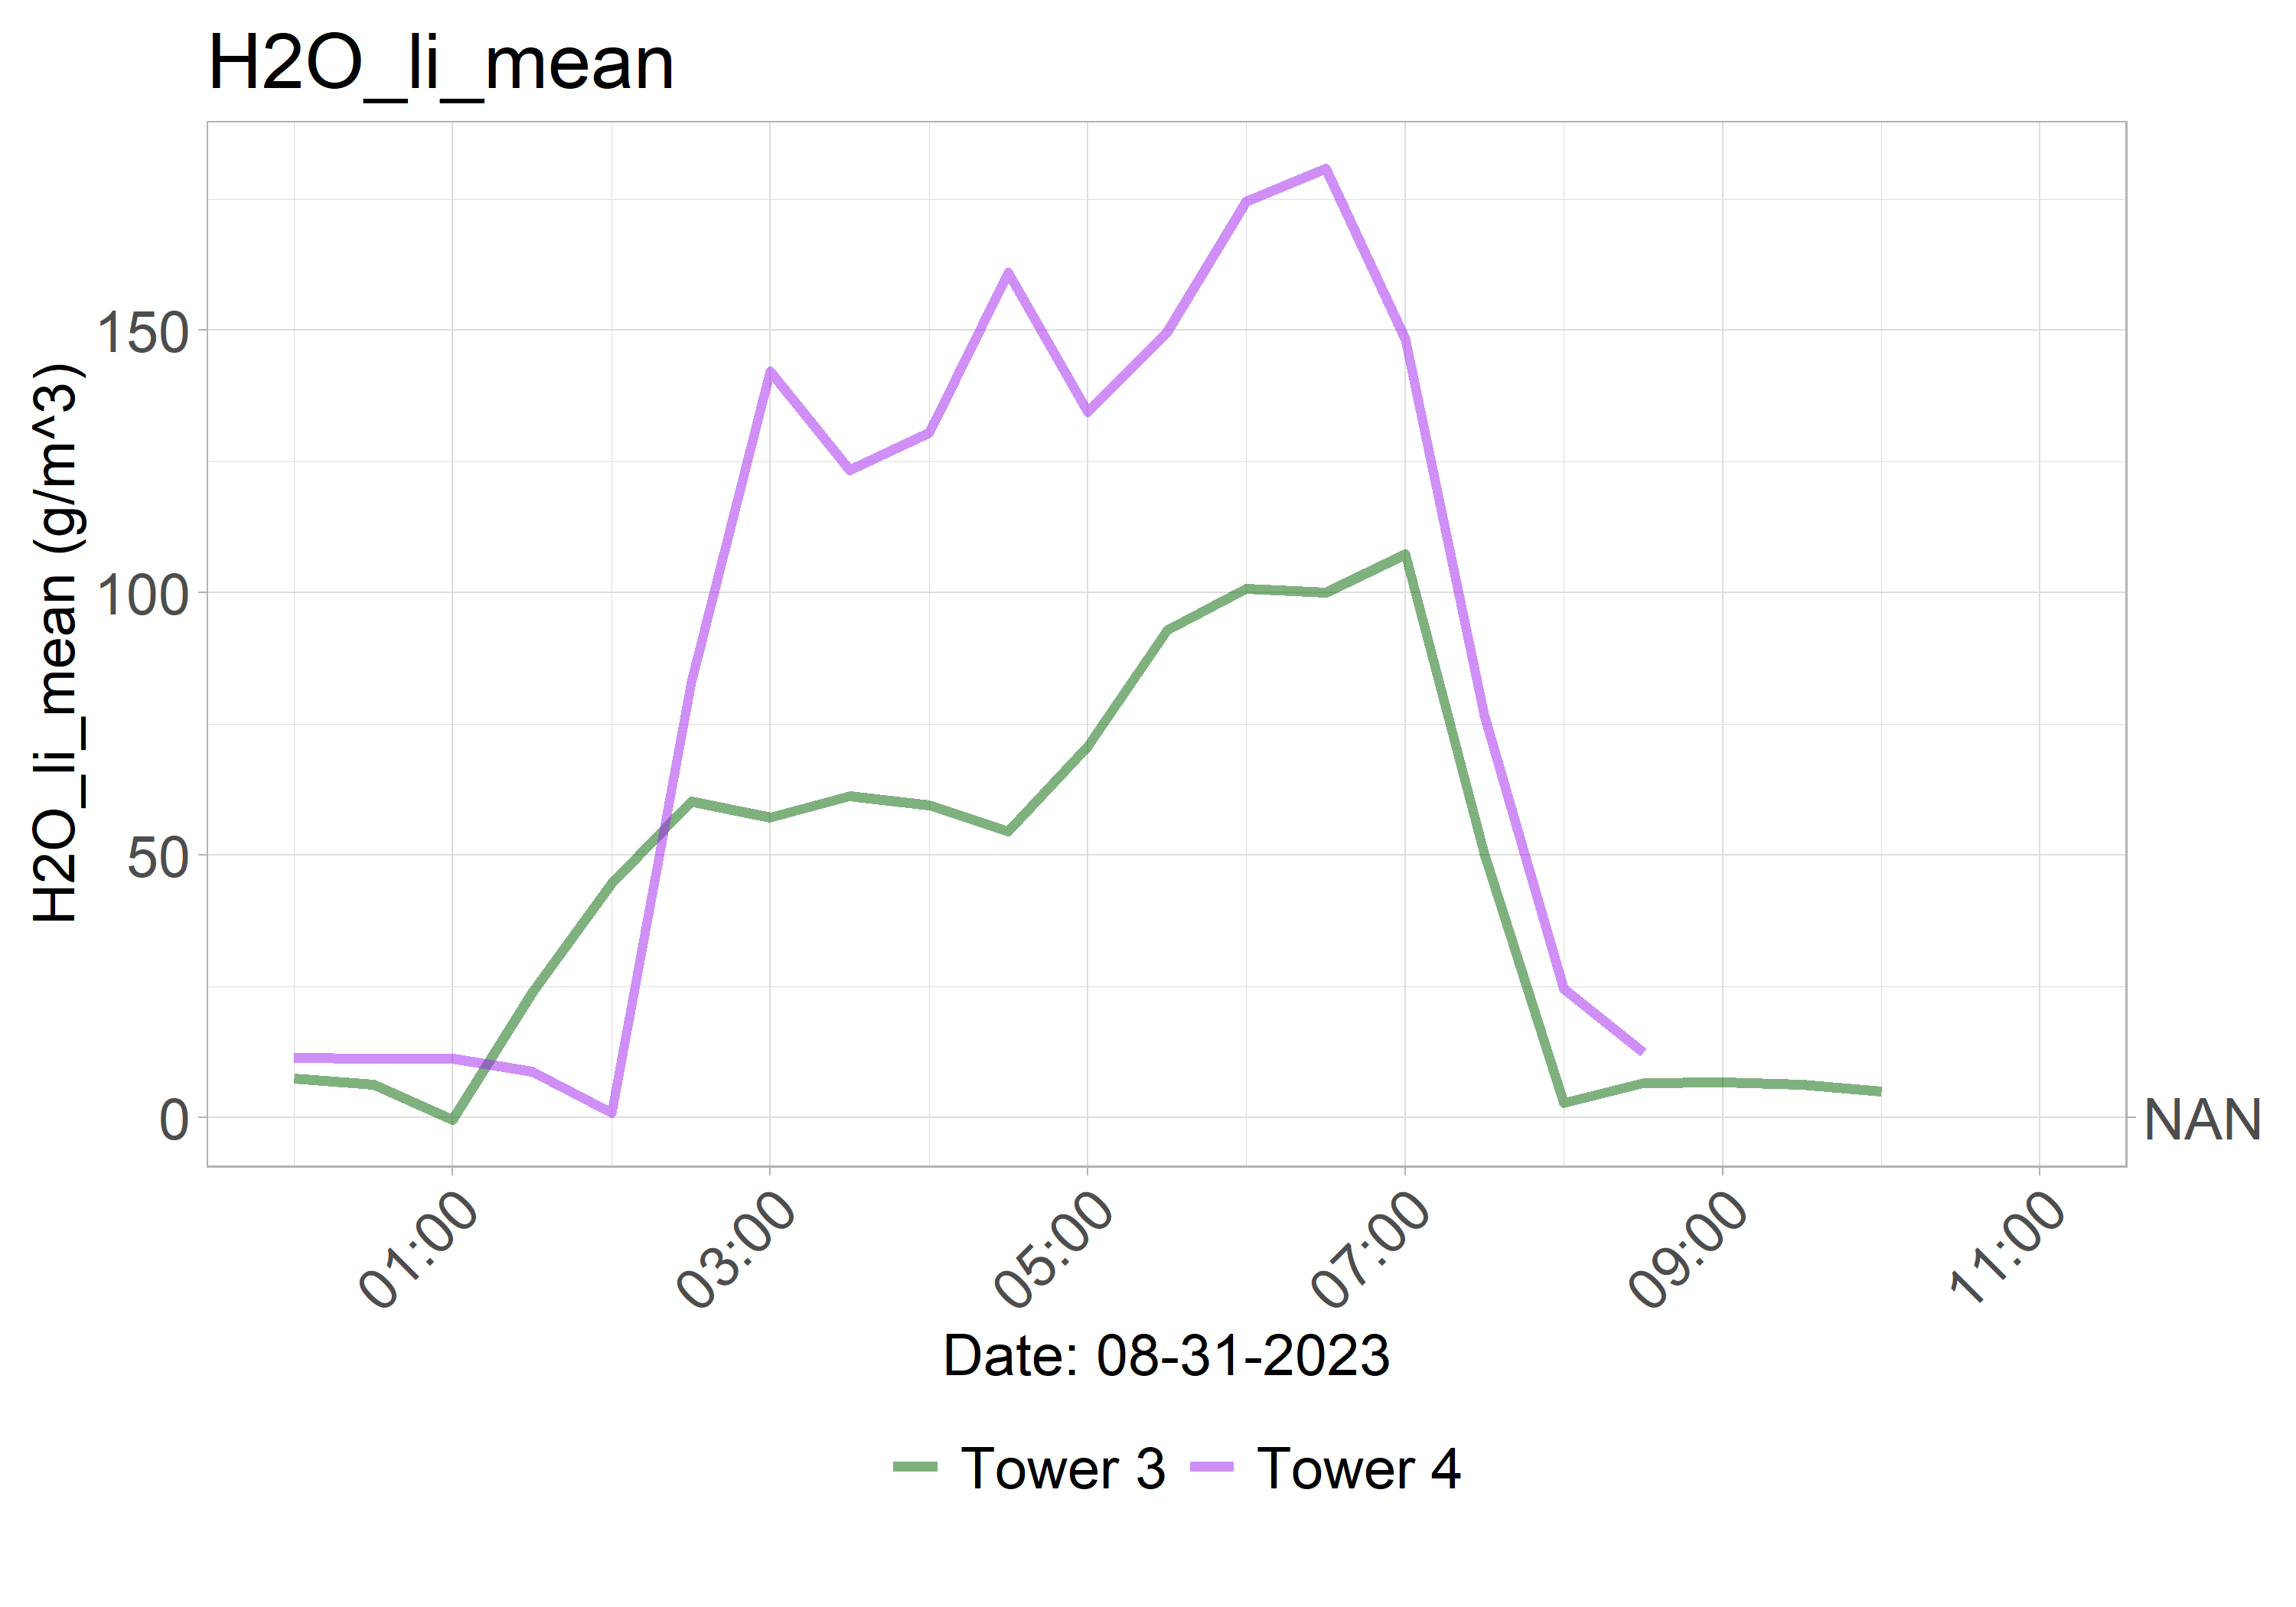 H2O_li_mean
H2O_li_mean (g/m^3)
150
100
50
0
NAN
01:00
03:00
05:00
07:00
09:00
11:00
Date: 08-31-2023
Tower 3
Tower 4